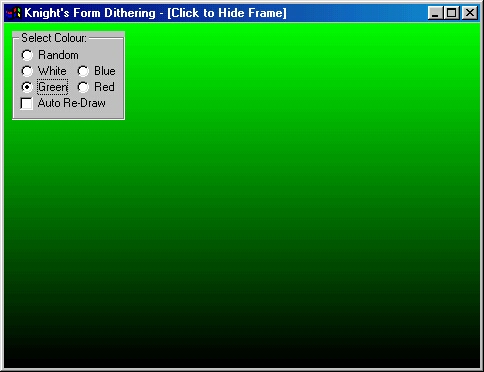 Knight's Form Dithering - [Click to Hide Frame]
Select Colour:
Random
White Blue
Green Red
Auto Re-Draw